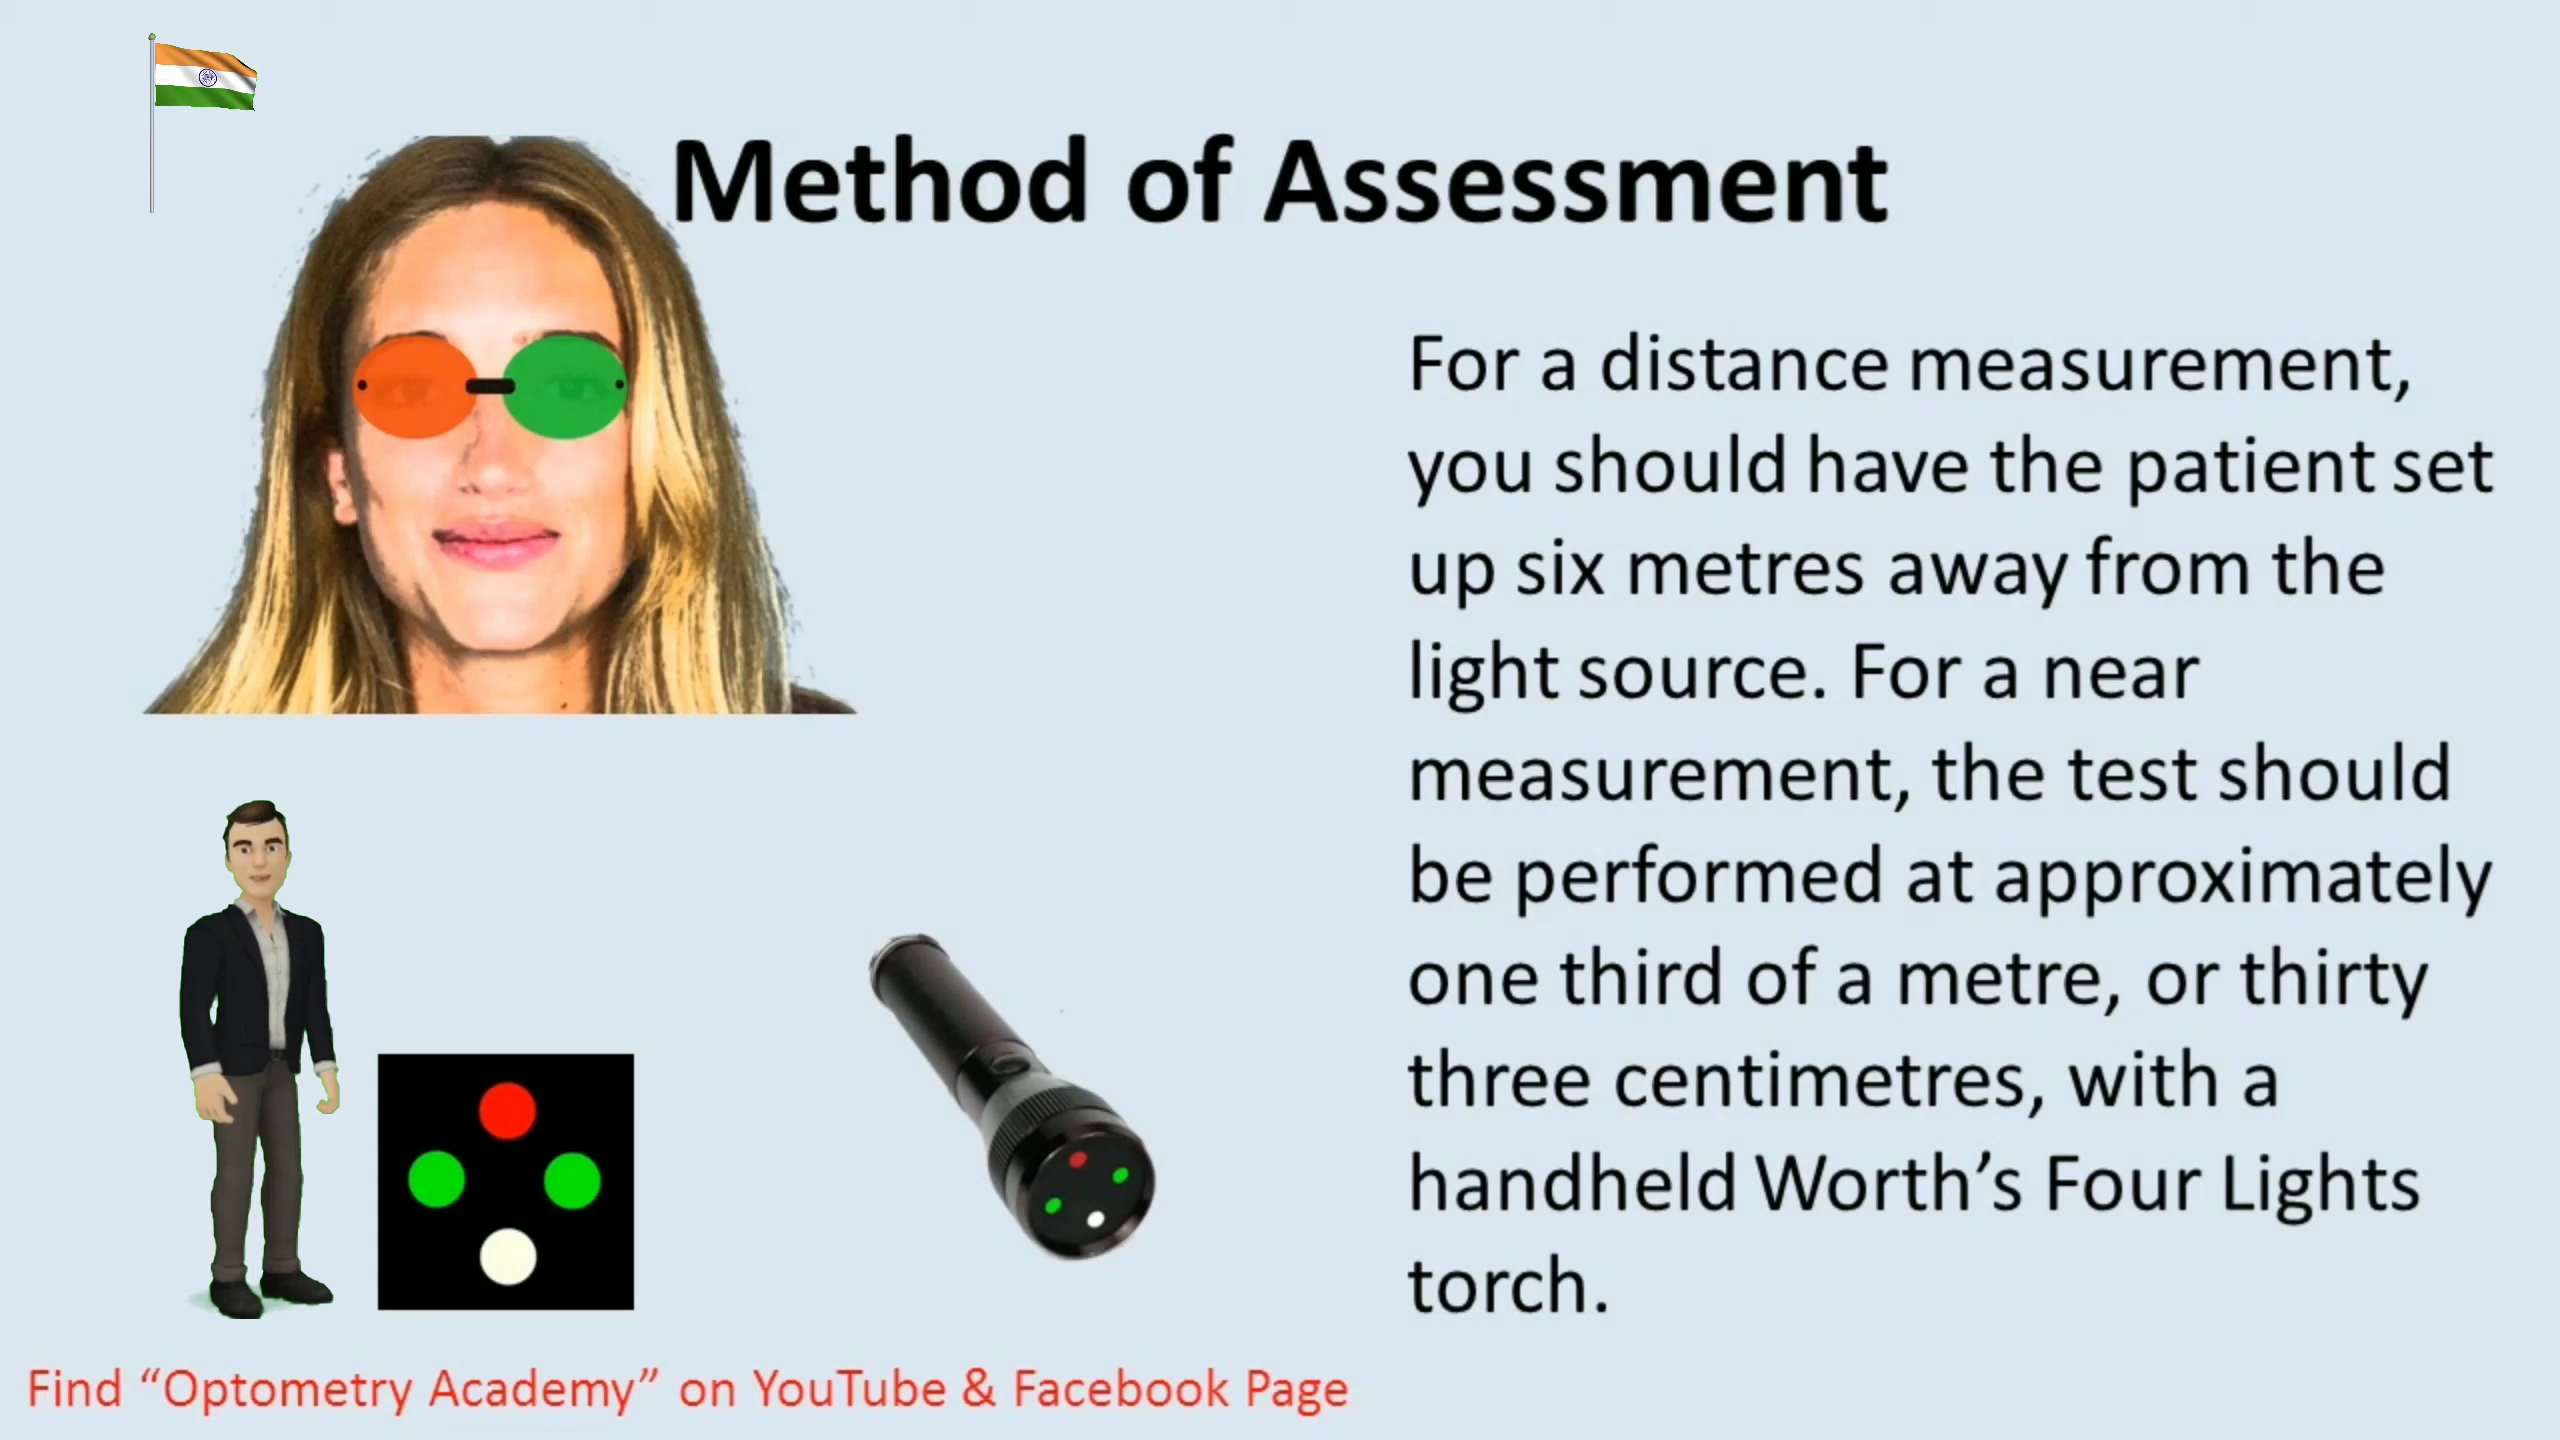 Method of Assessment
For a distance measurement,
you should have the patient set
up six metres away from the
light source. For a near
measurement, the test should
be performed at approximately
one third of a metre, or thirty
three centimetres, with a
handheld Worth’s Four Lights
torch.
Find “Optometry Academy” on YouTube & Facebook Page